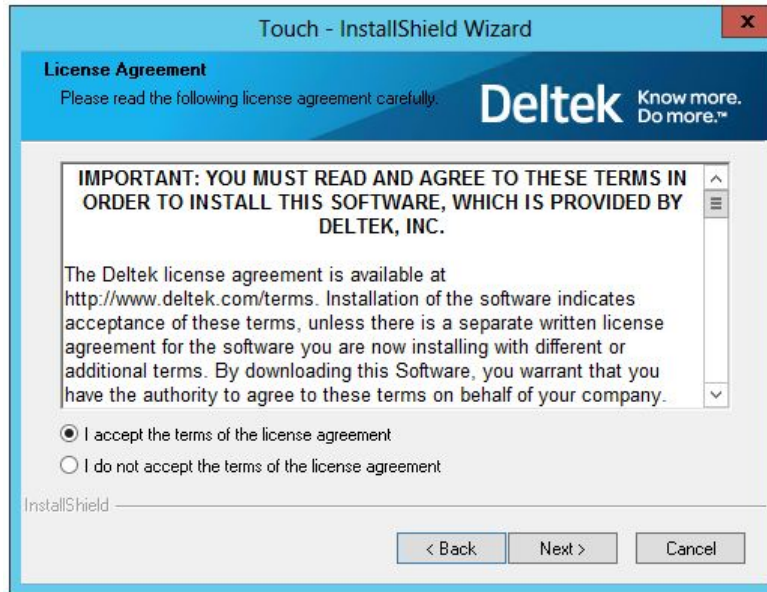 Touch - InstallShield Wizard
x
License Agreement
Please read the following license agreement carefully.
Deltek Know more.
Do more.™
IMPORTANT: YOU MUST READ AND AGREE TO THESE TERMS IN
ORDER TO INSTALL THIS SOFTWARE, WHICH IS PROVIDED BY
DELTEK, INC.
The Deltek license agreement is available at
http://www.deltek.com/terms. Installation of the software indicates
acceptance of these terms, unless there is a separate written license
agreement for the software you are now installing with different or
additional terms. By downloading this Software, you warrant that you
have the authority to agree to these terms on behalf of your company.
I accept the terms of the license agreement
I do not accept the terms of the license agreement
InstallShield
< Back Next > Cancel